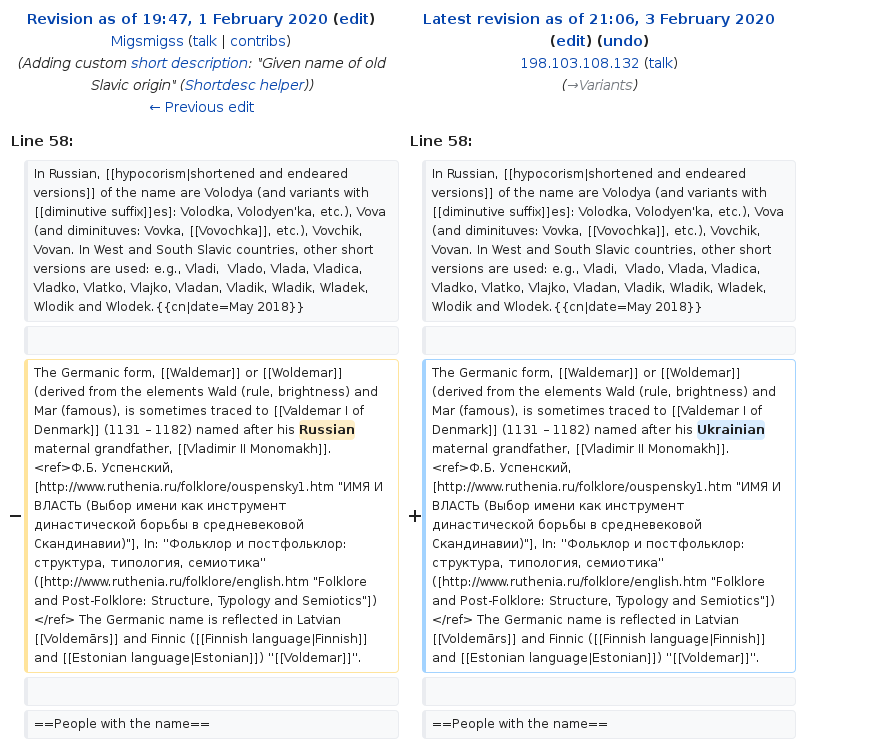 Revision as of 19:47, 1 February 2020 (edit)
Migsmigss (talk | contribs)
(Adding custom short description: "Given name of old
Slavic origin" (Shortdesc helper))
← Previous edit
Latest revision as of 21:06, 3 February 2020
(edit) (undo)
198.103.108.132 (talk)
(→Variants)
Line 58:
Line 58:
In Russian, [[hypocorism|shortened and endeared
versions]] of the name are Volodya (and variants with
[[diminutive suffix]]es]: Volodka, Volodyen'ka, etc.), Vova
(and diminituves: Vovka, [[Vovochka]], etc.), Vovchik,
Vovan. In West and South Slavic countries, other short
versions are used: e.g., Vladi,  Vlado, Vlada, Vladica,
Vladko, Vlatko, Vlajko, Vladan, Vladik, Wladik, Wladek,
Wlodik and Wlodek.{{cn|date=May 2018}}
In Russian, [[hypocorism|shortened and endeared
versions]] of the name are Volodya (and variants with
[[diminutive suffix]]es]: Volodka, Volodyen'ka, etc.), Vova
(and diminituves: Vovka, [[Vovochka]], etc.), Vovchik,
Vovan. In West and South Slavic countries, other short
versions are used: e.g., Vladi,  Vlado, Vlada, Vladica,
Vladko, Vlatko, Vlajko, Vladan, Vladik, Wladik, Wladek,
Wlodik and Wlodek.{{cn|date=May 2018}}
−
The Germanic form, [[Waldemar]] or [[Woldemar]]
(derived from the elements Wald (rule, brightness) and
Mar (famous), is sometimes traced to [[Valdemar I of
Denmark]] (1131 – 1182) named after his Russian
maternal grandfather, [[Vladimir II Monomakh]].
<ref>Ф.Б. Успенский,
[http://www.ruthenia.ru/folklore/ouspensky1.htm "ИМЯ И
ВЛАСТЬ (Выбор имени как инструмент
династической борьбы в средневековой
Скандинавии)"], In: ''Фольклор и постфольклор:
структура, типология, семиотика''
([http://www.ruthenia.ru/folklore/english.htm "Folklore
and Post-Folklore: Structure, Typology and Semiotics"])
</ref> The Germanic name is reflected in Latvian
[[Voldemārs]] and Finnic ([[Finnish language|Finnish]]
and [[Estonian language|Estonian]]) ''[[Voldemar]]''.
+
The Germanic form, [[Waldemar]] or [[Woldemar]]
(derived from the elements Wald (rule, brightness) and
Mar (famous), is sometimes traced to [[Valdemar I of
Denmark]] (1131 – 1182) named after his Ukrainian
maternal grandfather, [[Vladimir II Monomakh]].
<ref>Ф.Б. Успенский,
[http://www.ruthenia.ru/folklore/ouspensky1.htm "ИМЯ И
ВЛАСТЬ (Выбор имени как инструмент
династической борьбы в средневековой
Скандинавии)"], In: ''Фольклор и постфольклор:
структура, типология, семиотика''
([http://www.ruthenia.ru/folklore/english.htm "Folklore
and Post-Folklore: Structure, Typology and Semiotics"])
</ref> The Germanic name is reflected in Latvian
[[Voldemārs]] and Finnic ([[Finnish language|Finnish]]
and [[Estonian language|Estonian]]) ''[[Voldemar]]''.
==People with the name==
==People with the name==